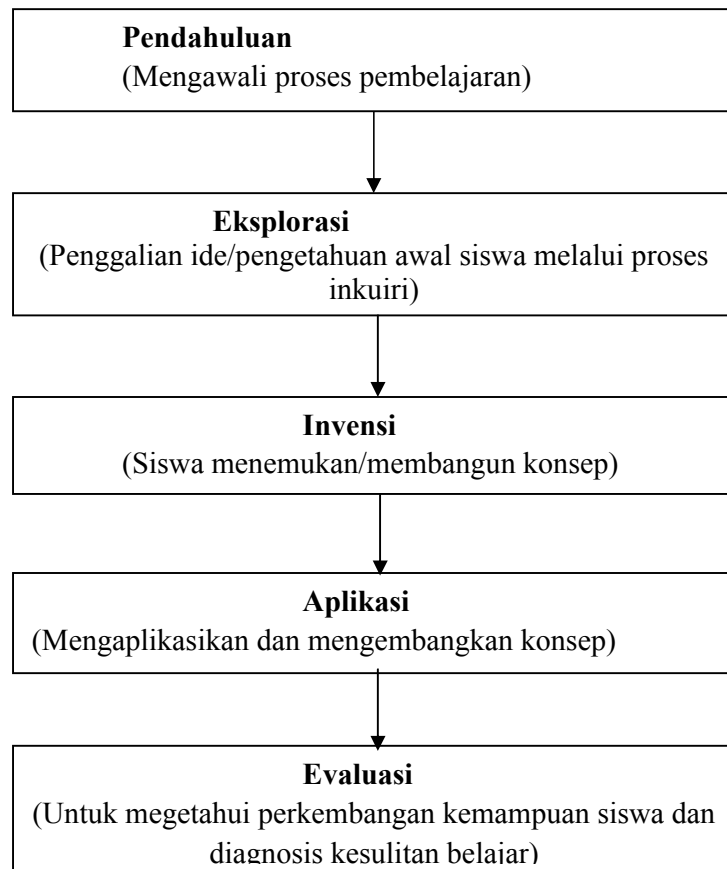 Pendahuluan
(Mengawali proses pembelajaran)
Eksplorasi
(Penggalian ide/pengetahuan awal siswa melalui proses
inkuiri)
Invensi
(Siswa menemukan/membangun konsep)
Aplikasi
(Mengaplikasikan dan mengembangkan konsep)
Evaluasi
(Untuk megetahui perkembangan kemampuan siswa dan
diagnosis kesulitan belajar)